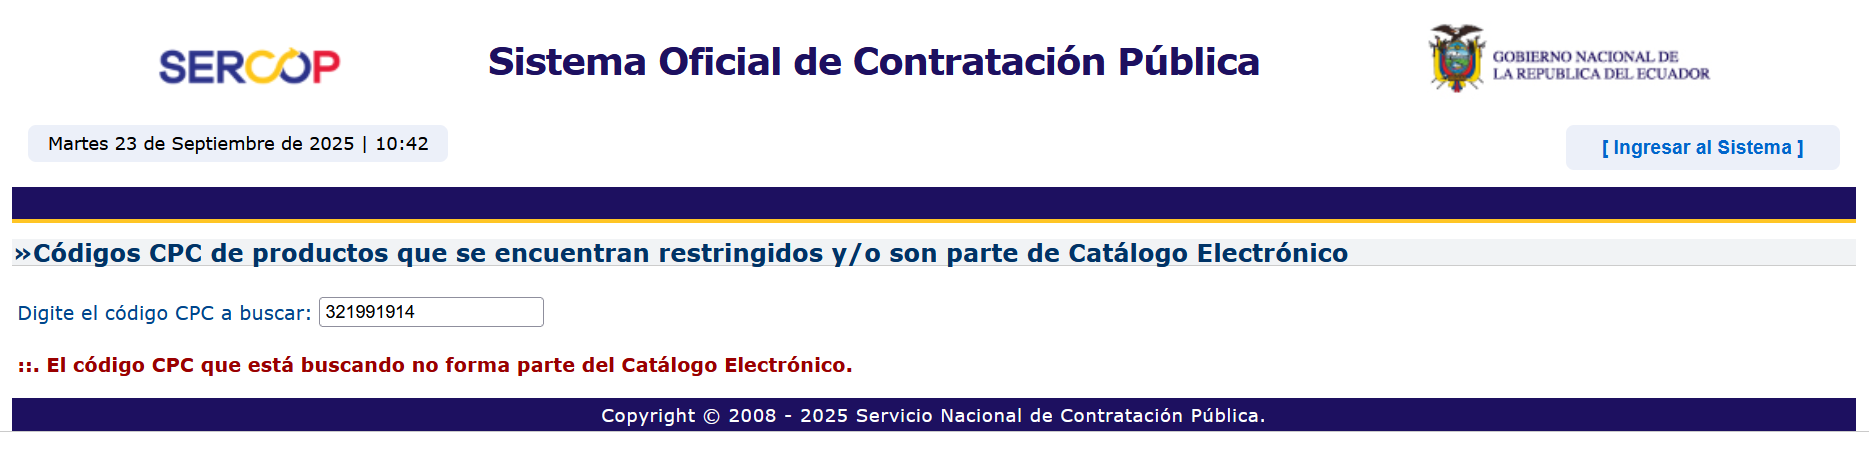 SERCOP
Sistema Oficial de Contratación Pública
GOBIERNO NACIONAL DE
LA REPUBLICA DEL ECUADOR
Martes 23 de Septiembre de 2025 | 10:42
[ Ingresar al Sistema ]
»Códigos CPC de productos que se encuentran restringidos y/o son parte de Catálogo Electrónico
Digite el código CPC a buscar: 321991914
::. El código CPC que está buscando no forma parte del Catálogo Electrónico.
Copyright © 2008 - 2025 Servicio Nacional de Contratación Pública.